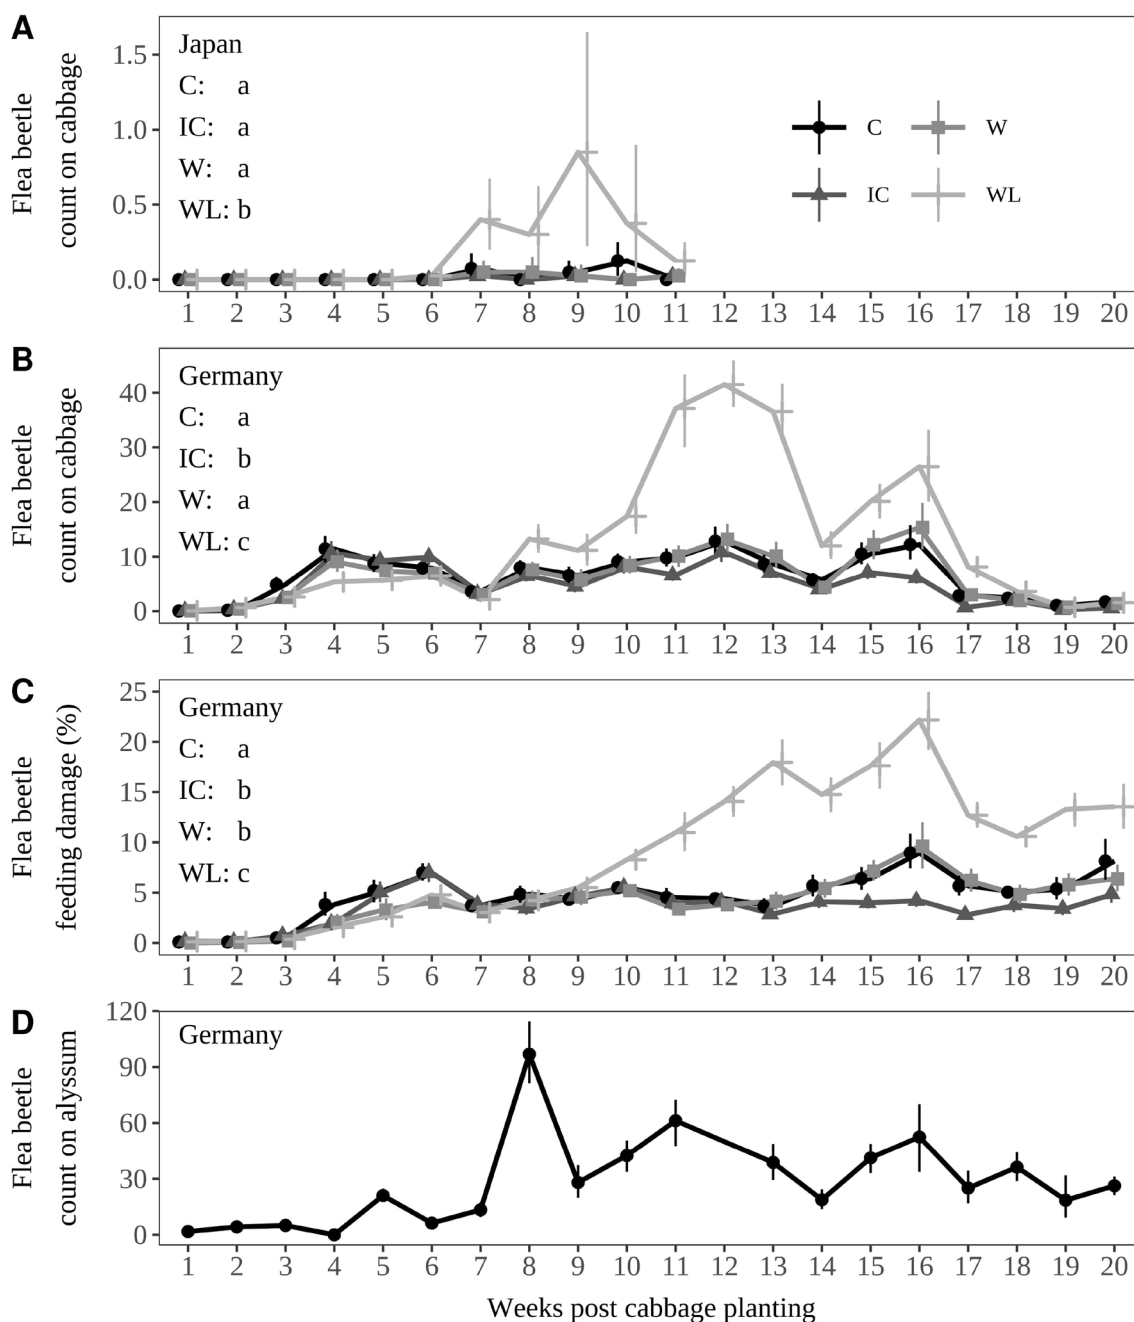 A
Flea beetle
count on cabbage
1.5
1.0
0.5
0.0
Japan
C: a
IC: a
W: a
WL: b
C W
IC WL
1 2 3 4 5 6 7 8 9 10 11 12 13 14 15 16 17 18 19 20
B
Flea beetle
count on cabbage
40
30
20
10
0
Germany
C: a
IC: b
W: a
WL: c
1 2 3 4 5 6 7 8 9 10 11 12 13 14 15 16 17 18 19 20
C
Flea beetle
feeding damage (%)
25
20
15
10
5
0
Germany
C: a
IC: b
W: b
WL: c
1 2 3 4 5 6 7 8 9 10 11 12 13 14 15 16 17 18 19 20
D
Flea beetle
count on alyssum
120
90
60
30
0
Germany
1 2 3 4 5 6 7 8 9 10 11 12 13 14 15 16 17 18 19 20
Weeks post cabbage planting